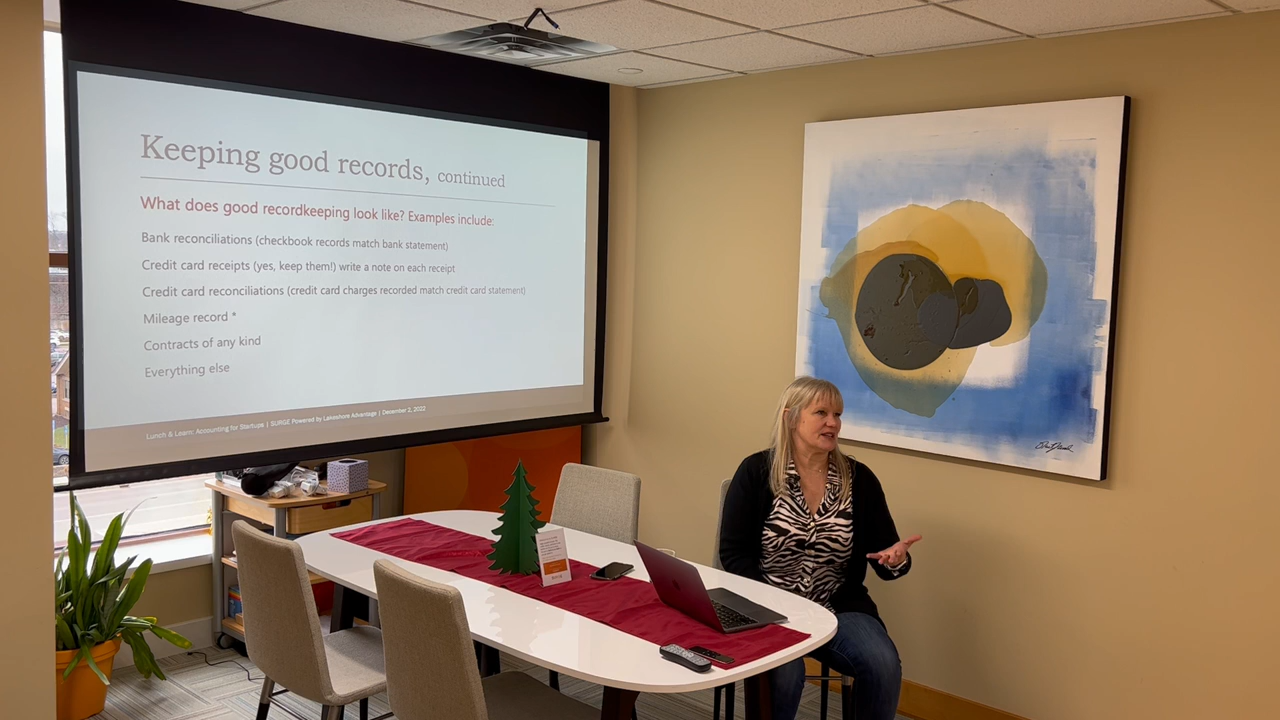 Keeping good records, continued
What does good recordkeeping look like? Examples include:
Bank reconciliations (checkbook records match bank statement)
Credit card receipts (yes, keep them!) write a note on each receipt
Credit card reconciliations (credit card charges recorded match credit card statement)
Mileage record *
Contracts of any kind
Everything else
Lunch & Learn: Accounting for Startups | SURGE Powered by Lakeshore Advantage | December 2, 2022